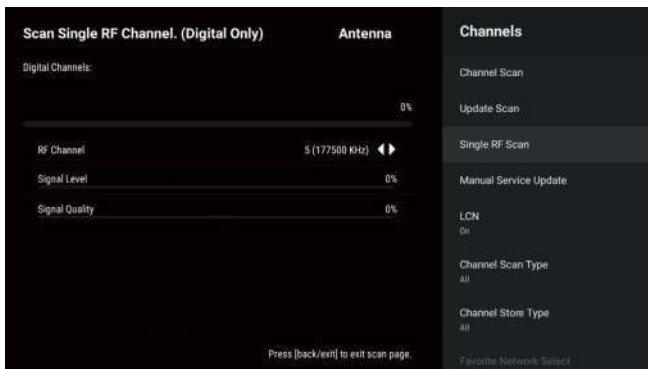 Scan Single RF Channel. (Digital Only)
Antenna
Digital Channels:
0%
RF Channel
5 (177500 KHz)
Signal Level
0%
Signal Quality
0%
Press [back/exit] to exit scan page.
Channels
Channel Scan
Update Scan
Single RF Scan
Manual Service Update
LCN
On
Channel Scan Type
All
Channel Store Type
All
Favorite Network Select